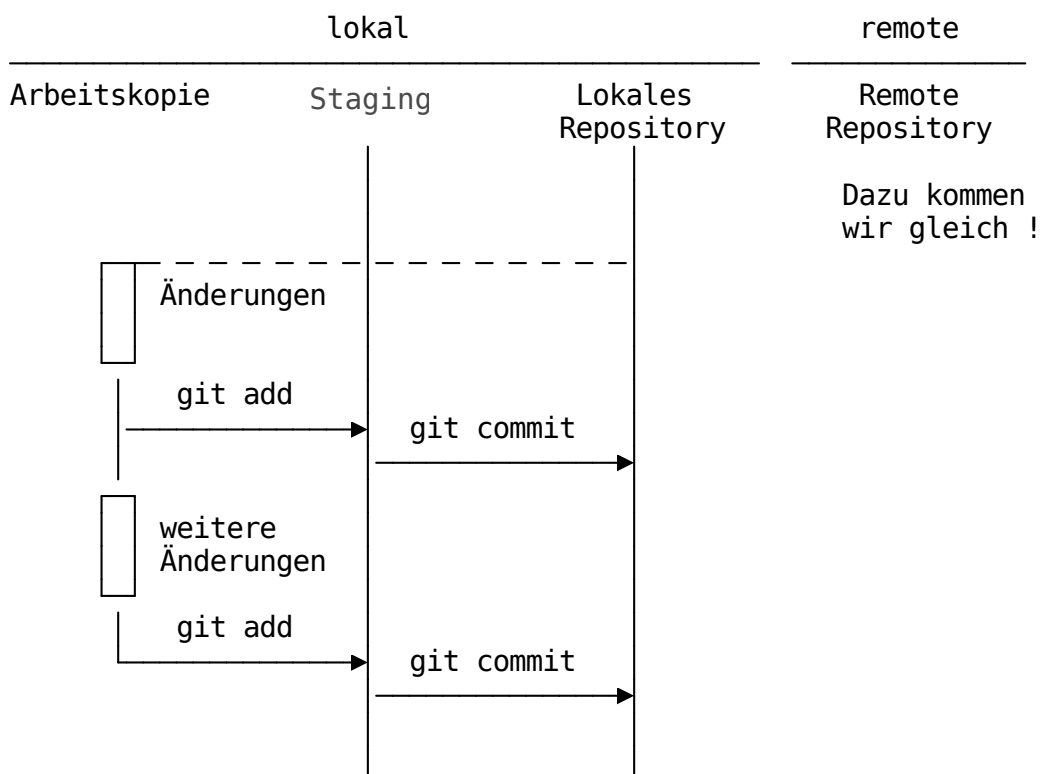 lokal
remote
Arbeitskopie
Staging
Lokales
Repository
Remote
Repository
Dazu kommen
wir gleich !
Änderungen
git add
git commit
weitere
Änderungen
git add
git commit